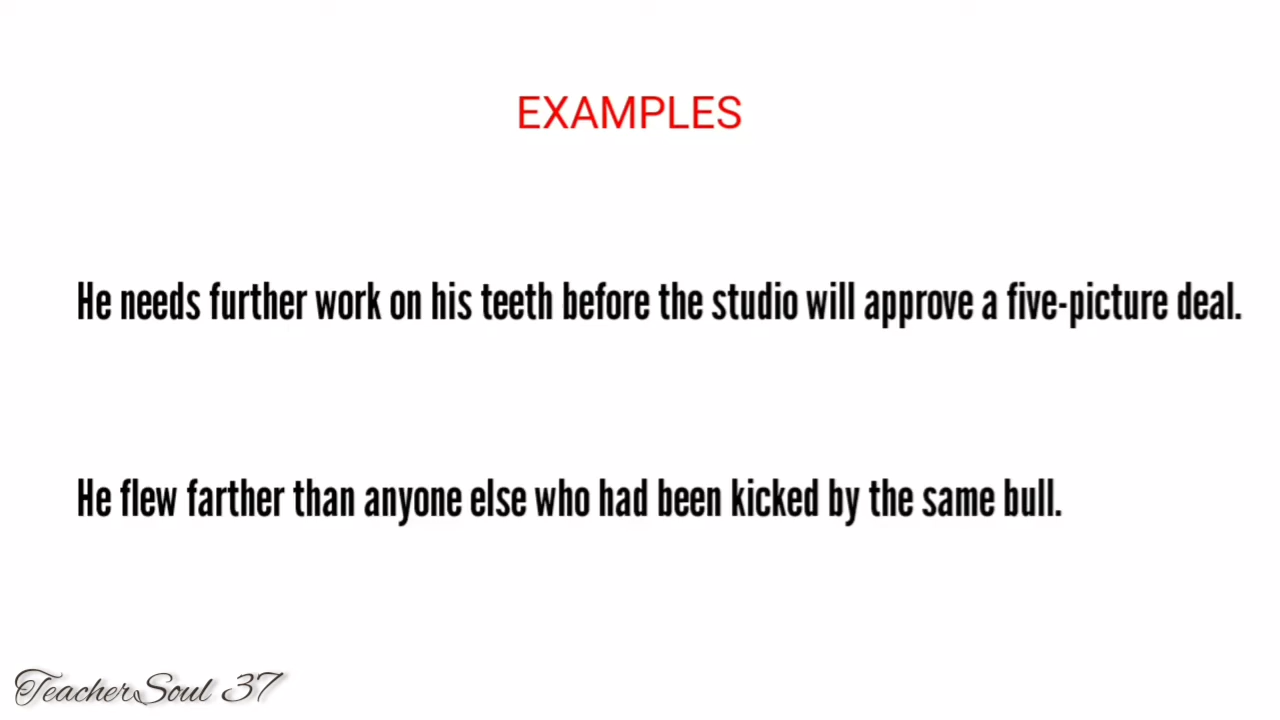 EXAMPLES
He needs further work on his teeth before the studio will approve a five-picture deal.
He flew farther than anyone else who had been kicked by the same bull.
TeacherSoul 37